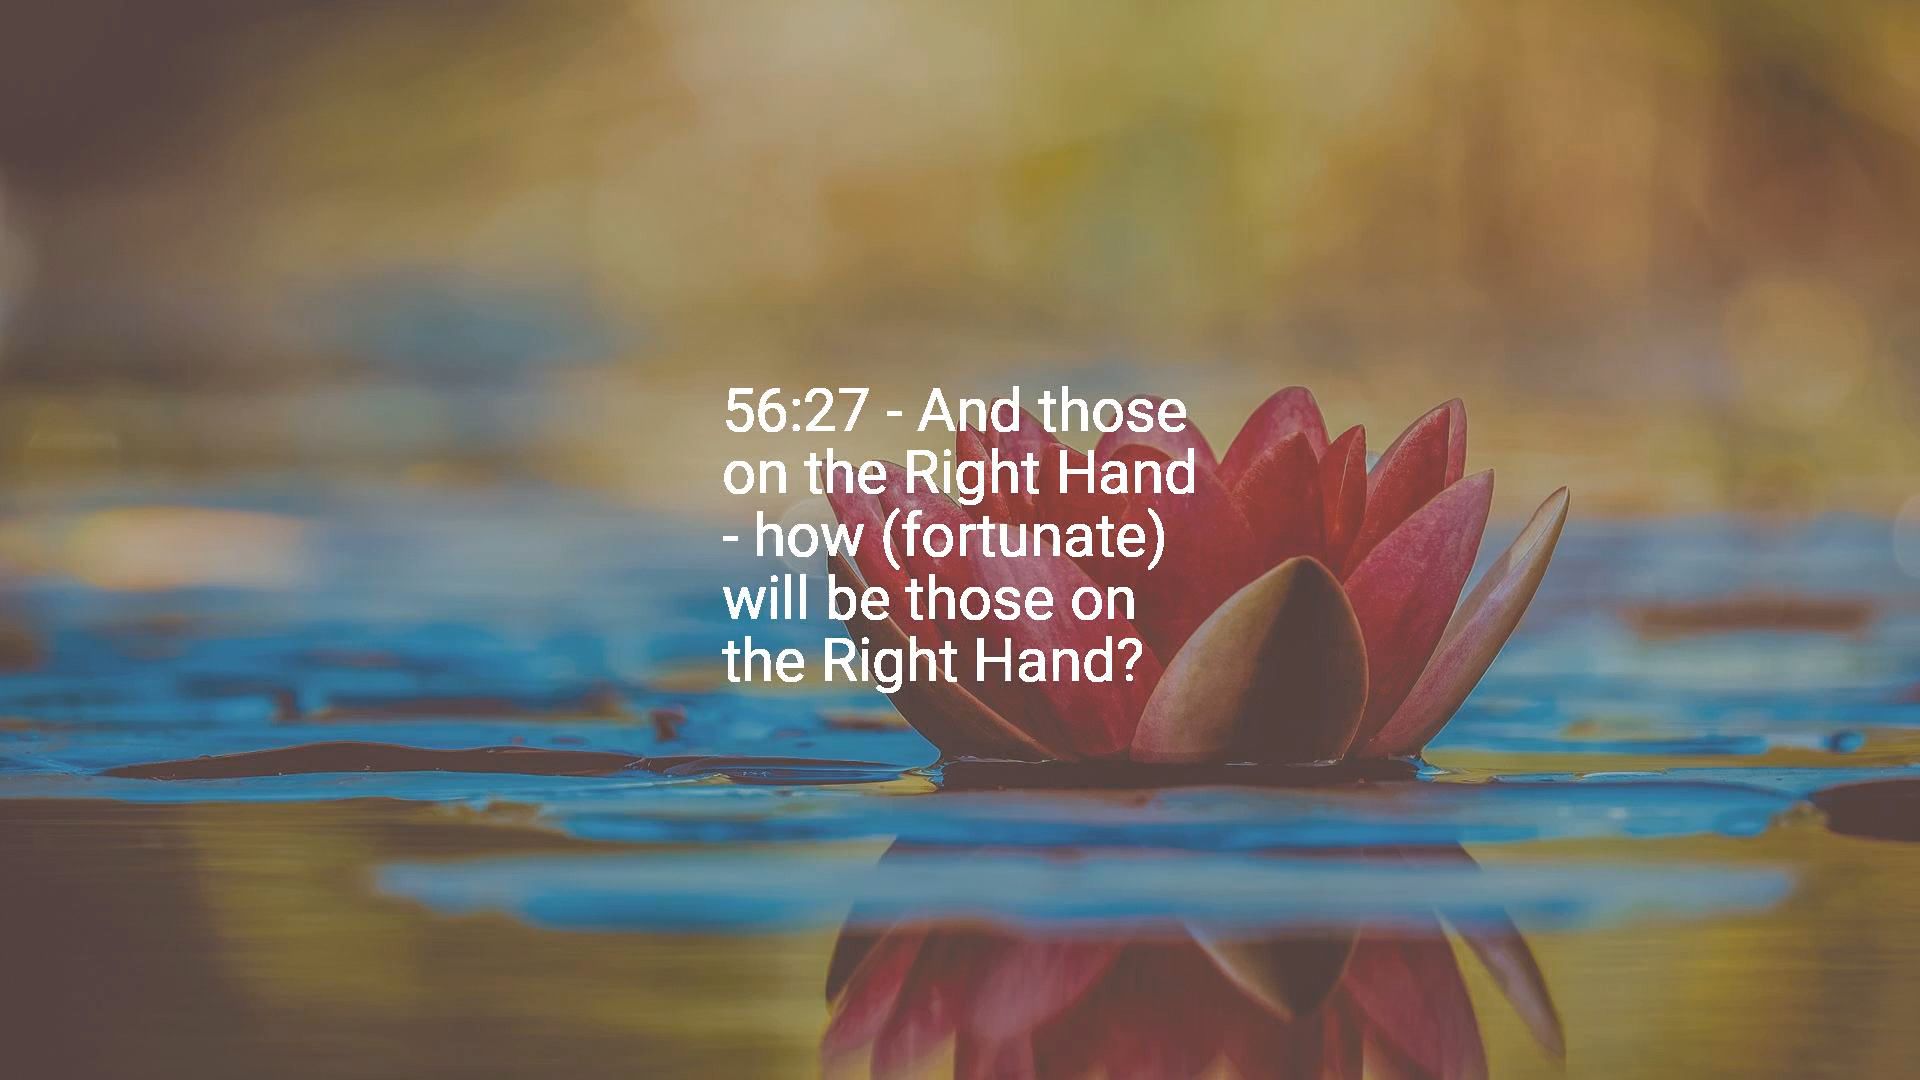 56:27 - And those
on the Right Hand
- how (fortunate)
will be those on
the Right Hand?